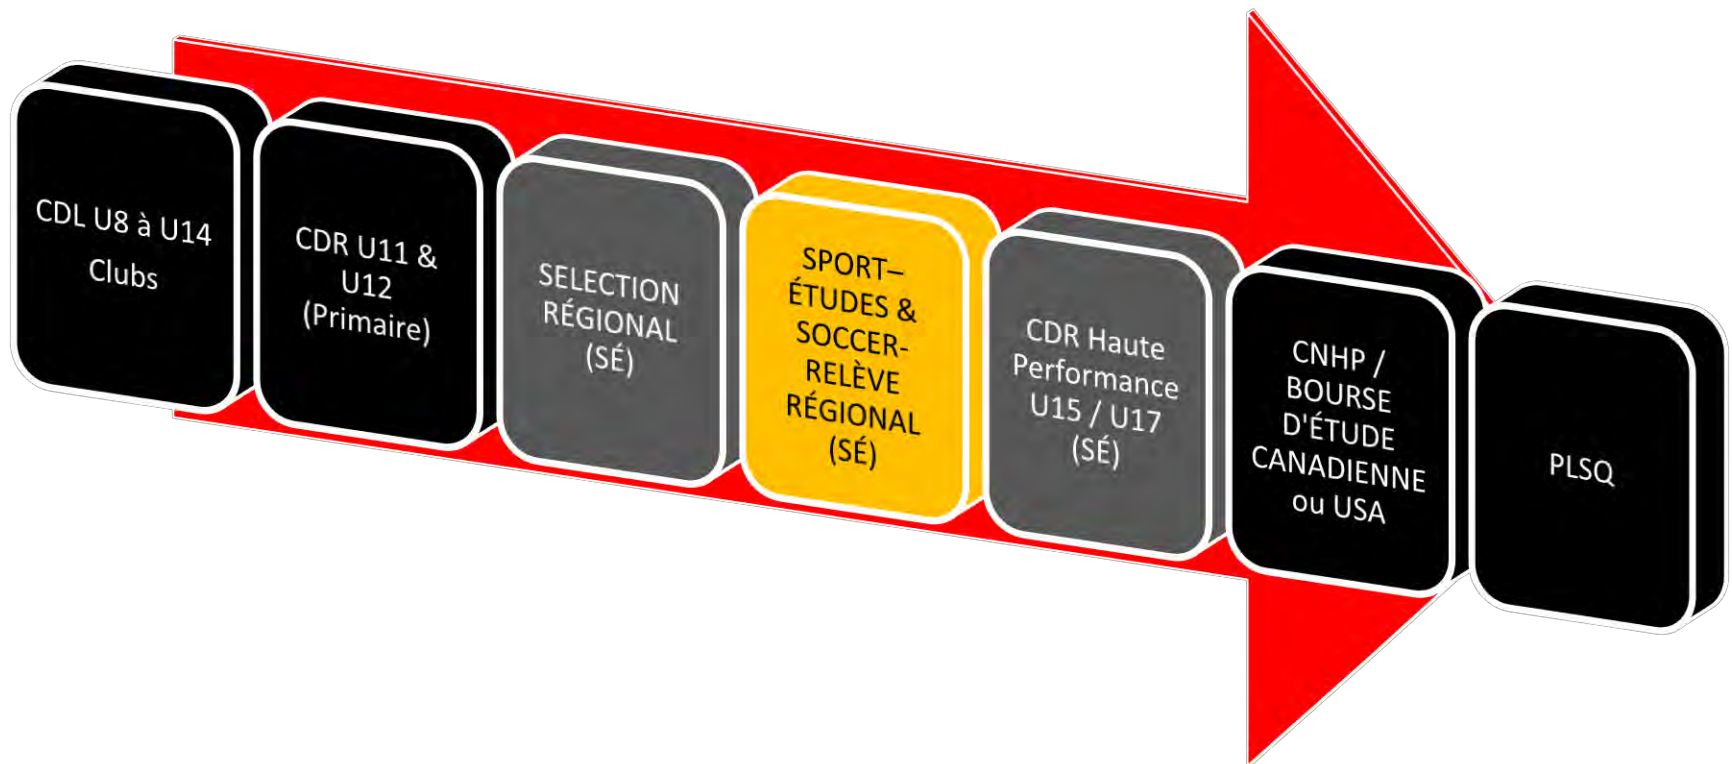 CDL U8 à U14
Clubs
CDR U11 &
U12
(Primaire)
SELECTION
RÉGIONAL
(SÉ)
SPORT–
ÉTUDES &
SOCCER-
RELÈVE
RÉGIONAL
(SÉ)
CDR Haute
Performance
U15 / U17
(SÉ)
CNHP /
BOURSE
D'ÉTUDE
CANADIENNE
ou USA
PLSQ